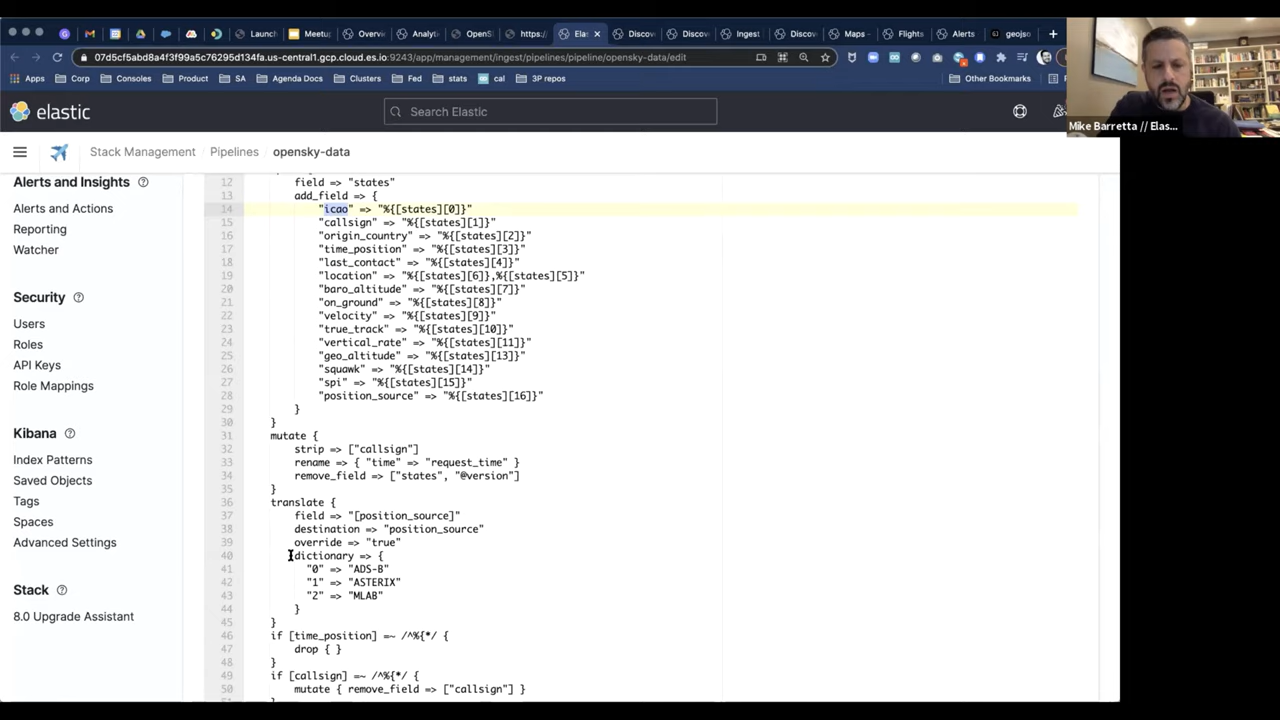 Launch
Meetup
Overvi
Analyti
OpenSl
https:/
Elas
Discov
Discov
Ingest
Discov
Maps -
Flights
Alerts
geojso
07d5cf5abd8a4f3f99a5c76295d134fa.us-central1.gcp.cloud.es.io:9243/app/management/ingest/pipelines/pipeline/opensky-data/edit
Apps
Corp
Consoles
Product
SA
Agenda Docs
Clusters
Fed
stats
cal
3P repos
Other Bookmarks
Mike Barretta // Elas...
elastic
Search Elastic
Stack Management
Pipelines
opensky-data
Alerts and Insights
Alerts and Actions
Reporting
Watcher
Security
Users
Roles
API Keys
Role Mappings
Kibana
Index Patterns
Saved Objects
Tags
Spaces
Advanced Settings
Stack
8.0 Upgrade Assistant
12 field => "states"
13 add_field => {
14 "icao" => "%{[states][0]}"
15 "callsign" => "%{[states][1]}"
16 "origin_country" => "%{[states][2]}"
17 "time_position" => "%{[states][3]}"
18 "last_contact" => "%{[states][4]}"
19 "location" => "%{[states][6]},%{[states][5]}"
20 "baro_altitude" => "%{[states][7]}"
21 "on_ground" => "%{[states][8]}"
22 "velocity" => "%{[states][9]}"
23 "true_track" => "%{[states][10]}"
24 "vertical_rate" => "%{[states][11]}"
25 "geo_altitude" => "%{[states][13]}"
26 "squawk" => "%{[states][14]}"
27 "spi" => "%{[states][15]}"
28 "position_source" => "%{[states][16]}"
29 }
30 }
31 mutate {
32 strip => ["callsign"]
33 rename => { "time" => "request_time" }
34 remove_field => ["states", "@version"]
35 }
36 translate {
37 field => "[position_source]"
38 destination => "position_source"
39 override => "true"
40 dictionary => {
41 "0" => "ADS-B"
42 "1" => "ASTERIX"
43 "2" => "MLAB"
44 }
45 }
46 if [time_position] =~ /^%{*/ {
47 drop { }
48 }
49 if [callsign] =~ /^%{*/ {
50 mutate { remove_field => ["callsign"] }